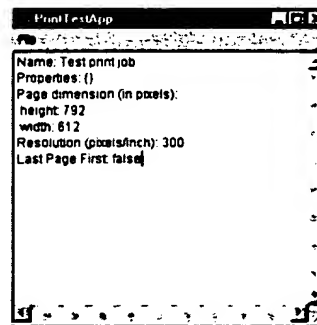 PrintTestApp
File
Name: Test print job
Properties: {}
Page dimension (in pixels):
height: 792
width: 612
Resolution (pixels/inch): 300
Last Page First: false